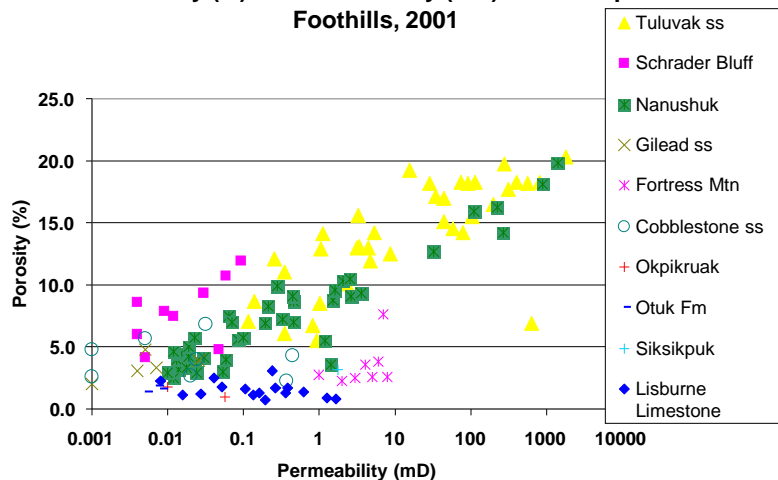 Foothills, 2001
Tuluvak ss
Schrader Bluff
Nanushuk
Gilead ss
Fortress Mtn
Cobblestone ss
Okpikruak
Otuk Fm
Siksikpuk
Lisburne
Limestone
25.0
20.0
15.0
10.0
5.0
0.0
Porosity (%)
0.001
0.01
0.1
1
10
100
1000
10000
Permeability (mD)